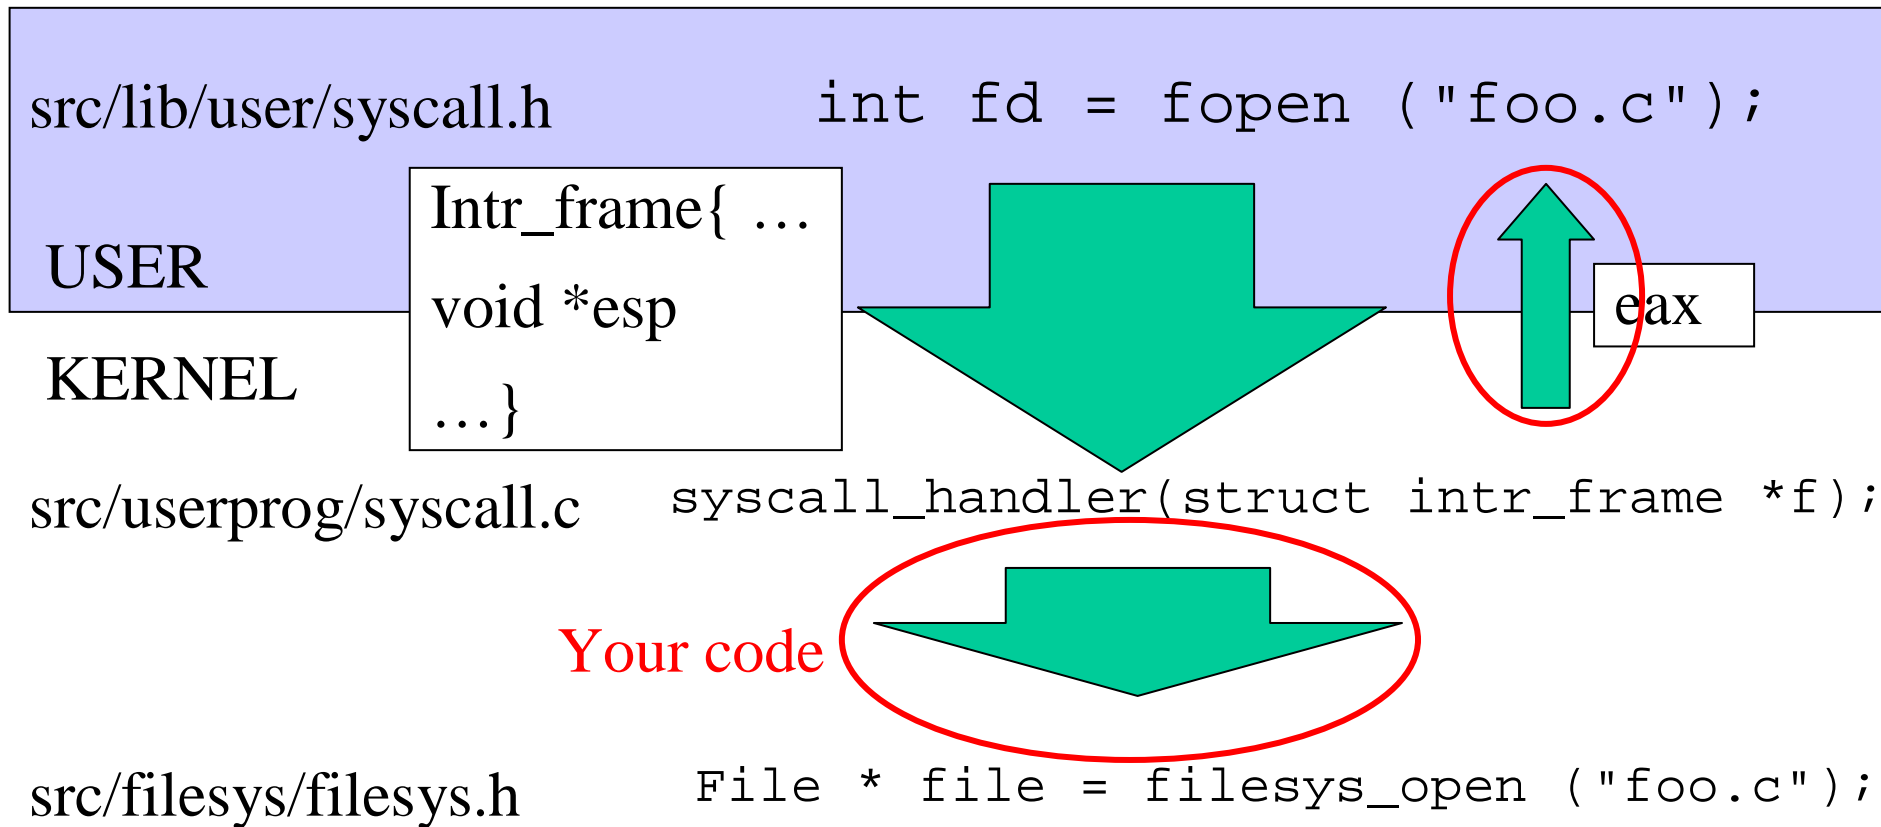 src/lib/user/syscall.h
int fd = fopen ("foo.c");
Intr_frame{ …
void *esp
…}
USER
eax
KERNEL
src/userprog/syscall.c
syscall_handler(struct intr_frame *f);
Your code
src/filesys/filesys.h
File * file = filesys_open ("foo.c");